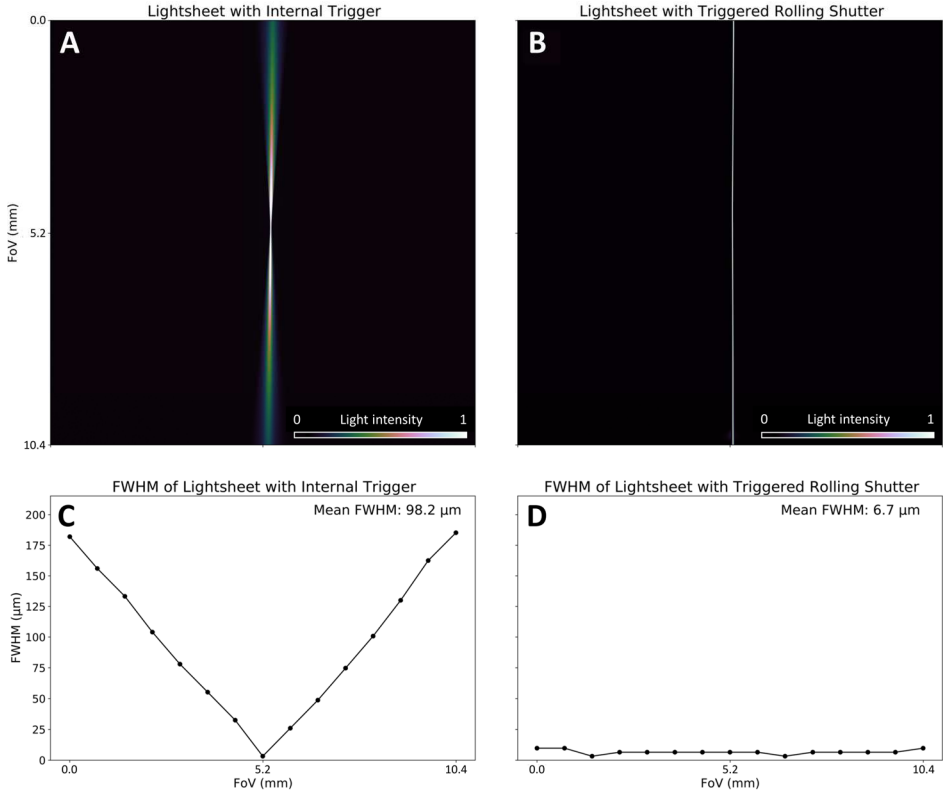 Lightsheet with Internal Trigger
Lightsheet with Triggered Rolling Shutter
A
B
0.0
5.2
10.4
FoV (mm)
0 Light intensity 1
0 Light intensity 1
FWHM of Lightsheet with Internal Trigger
FWHM of Lightsheet with Triggered Rolling Shutter
C
Mean FWHM: 98.2 μm
D
Mean FWHM: 6.7 μm
200
175
150
125
100
75
50
25
0
FWHM (μm)
0.0 5.2 10.4
FoV (mm)
0.0 5.2 10.4
FoV (mm)